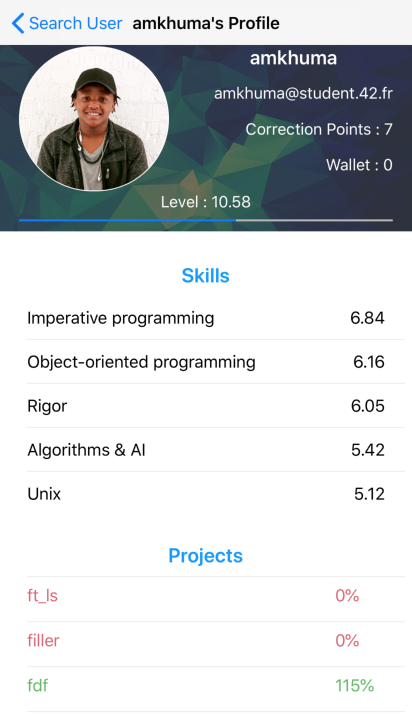 Search User amkhuma's Profile
amkhuma
amkhuma@student.42.fr
Correction Points : 7
Wallet : 0
Level : 10.58
Skills
Imperative programming 6.84
Object-oriented programming 6.16
Rigor 6.05
Algorithms & AI 5.42
Unix 5.12
Projects
ft_ls 0%
filler 0%
fdf 115%